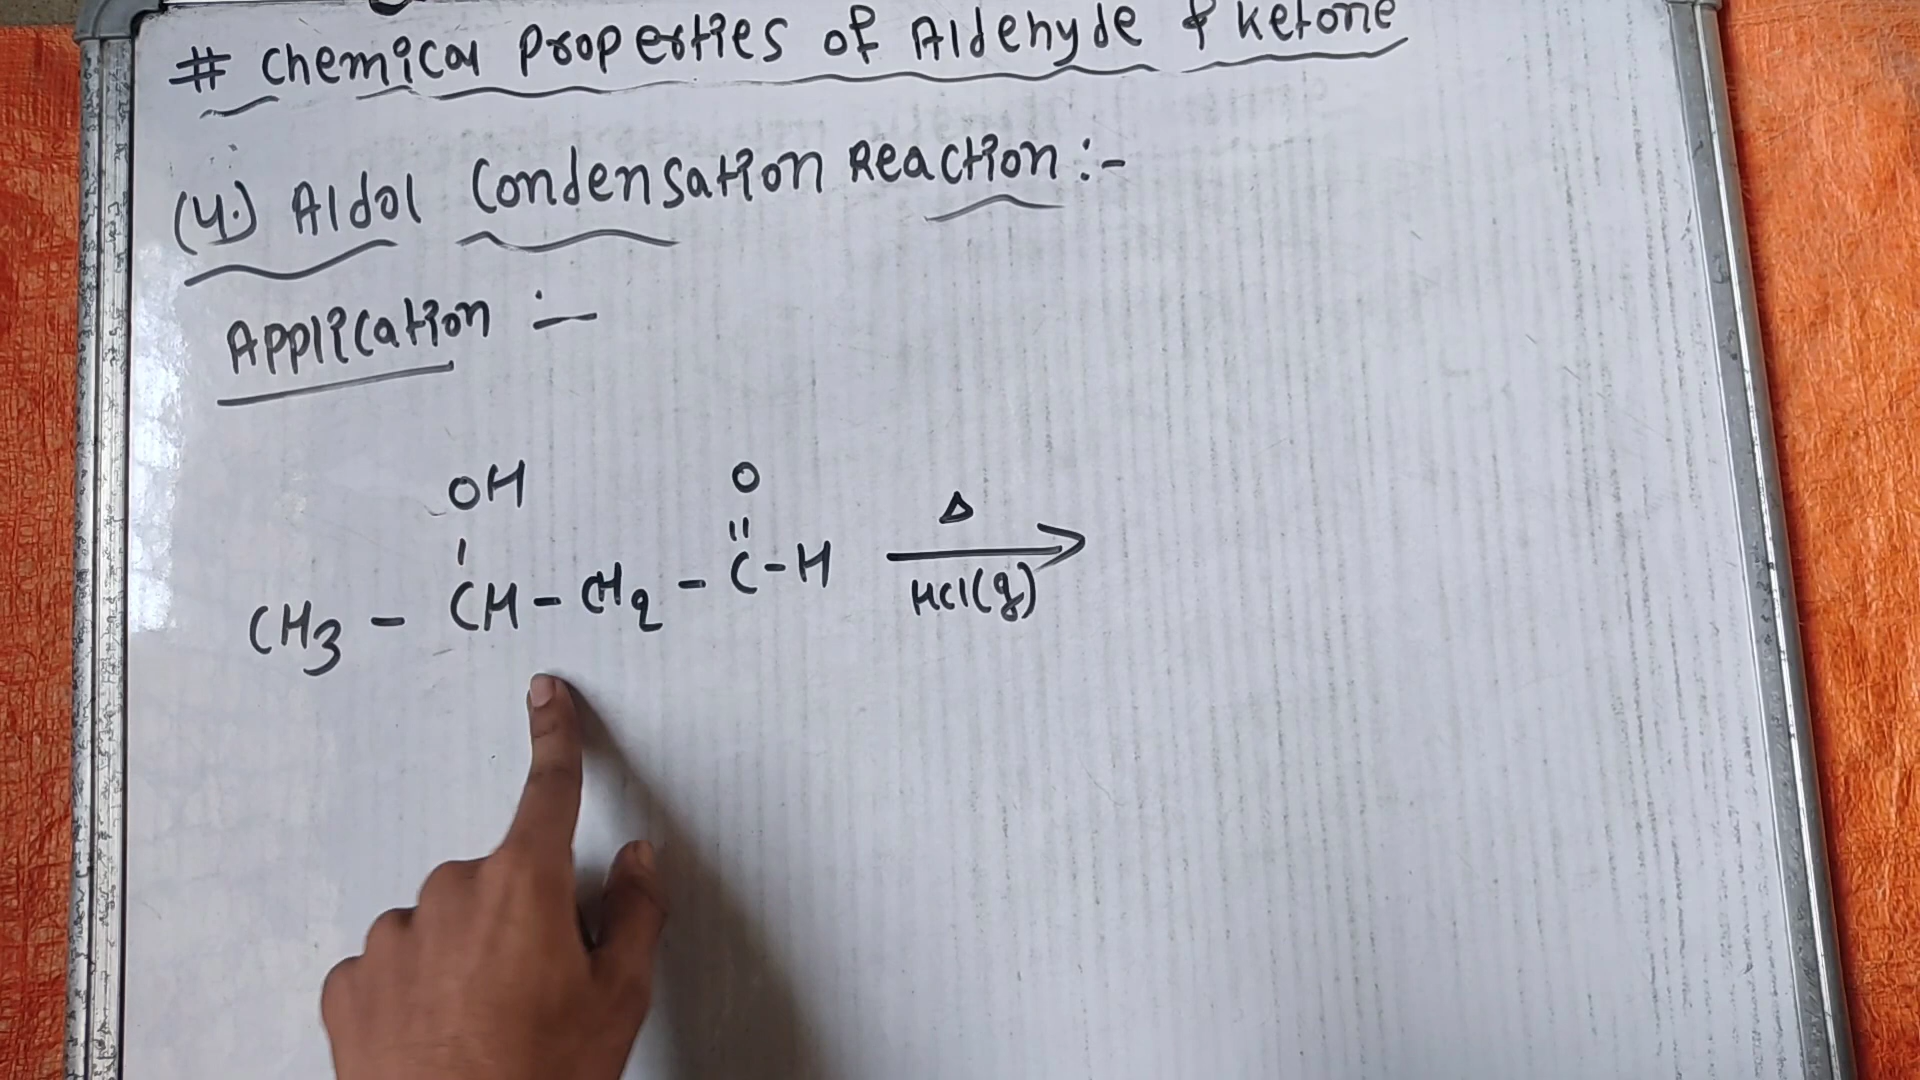 # Chemical Properties of Aldehyde & Ketone
(4.) Aldol Condensation Reaction :-
Application :-
OH O
CH3 - CH - CH2 - C - H Δ HCl(g)